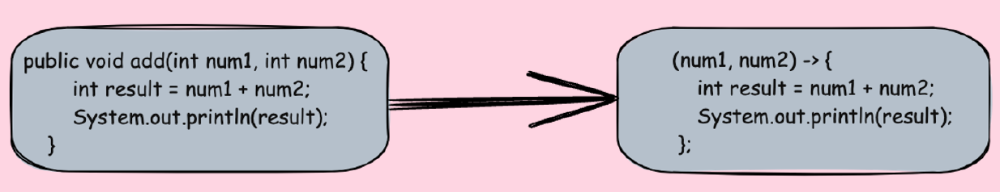 public void add(int num1, int num2) {
int result = num1 + num2;
System.out.println(result);
}
(num1, num2) -> {
int result = num1 + num2;
System.out.println(result);
};